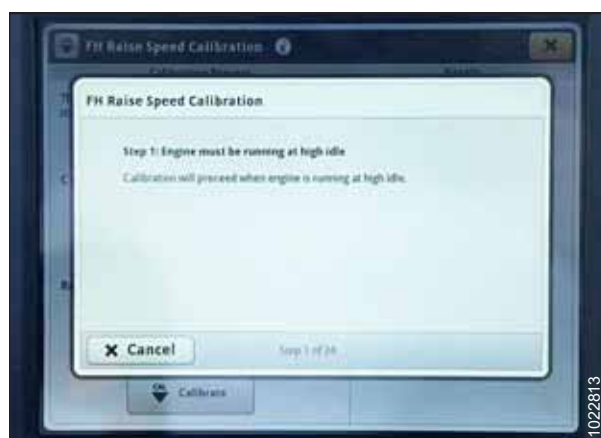 FH Raise Speed Calibration
FH Raise Speed Calibration
Step 1: Engine must be running at high idle
Calibration will proceed when engine is running at high idle.
Cancel
Calibrate
1022813